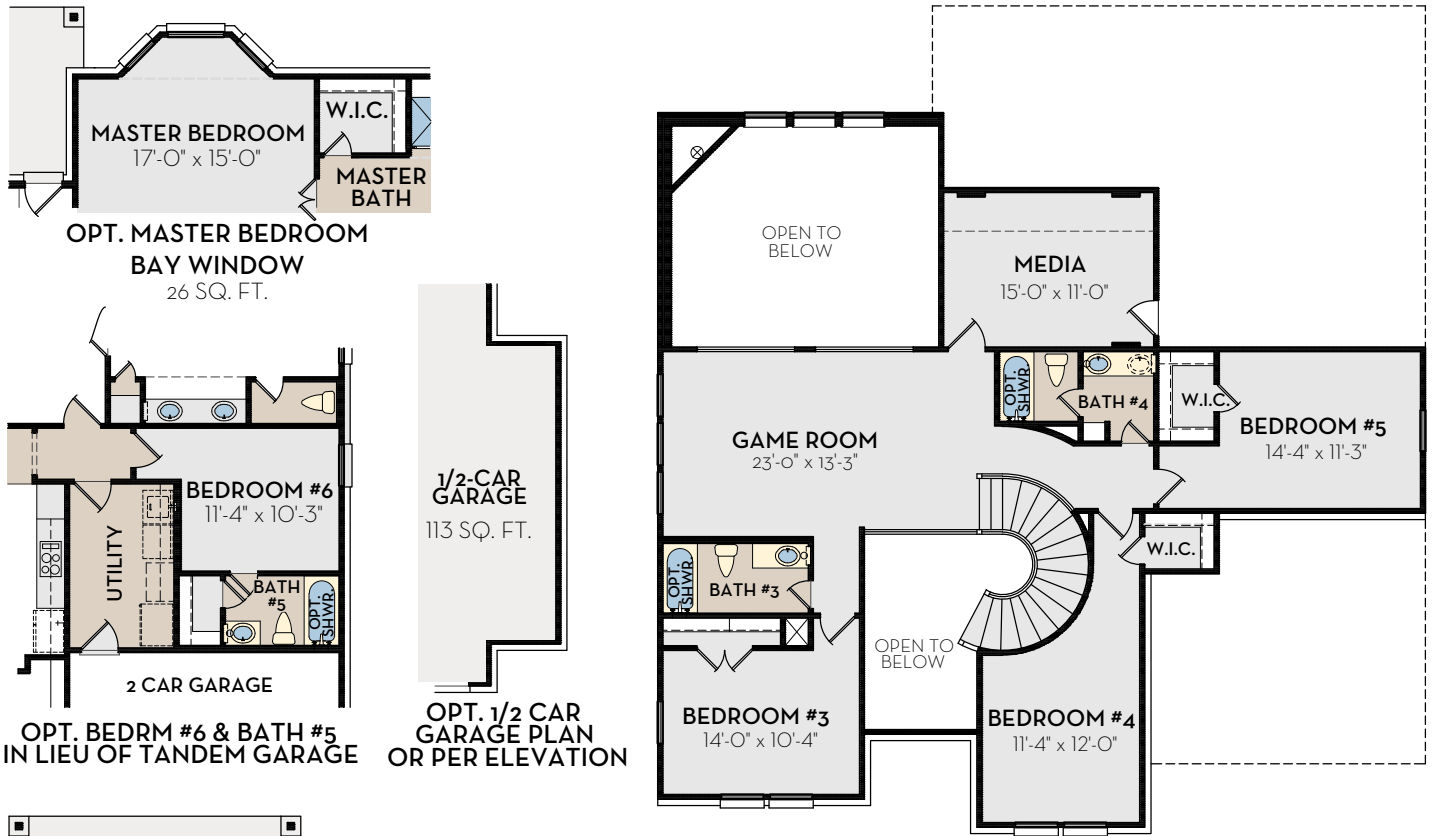 MASTER BEDROOM
17'-0" x 15'-0"
W.I.C.
MASTER
BATH
OPT. MASTER BEDROOM
BAY WINDOW
26 SQ. FT.
BEDROOM #6
11'-4" x 10'-3"
UTILITY
BATH
#5
OPT.
SHWR.
2 CAR GARAGE
OPT. BEDRM #6 & BATH #5
IN LIEU OF TANDEM GARAGE
1/2-CAR
GARAGE
113 SQ. FT.
OPT. 1/2 CAR
GARAGE PLAN
OR PER ELEVATION
OPEN TO
BELOW
MEDIA
15'-0" x 11'-0"
OPT.
SHWR.
BATH #4
W.I.C.
BEDROOM #5
14'-4" x 11'-3"
GAME ROOM
23'-0" x 13'-3"
W.I.C.
OPT.
SHWR.
BATH #3
OPEN TO
BELOW
BEDROOM #3
14'-0" x 10'-4"
BEDROOM #4
11'-4" x 12'-0"